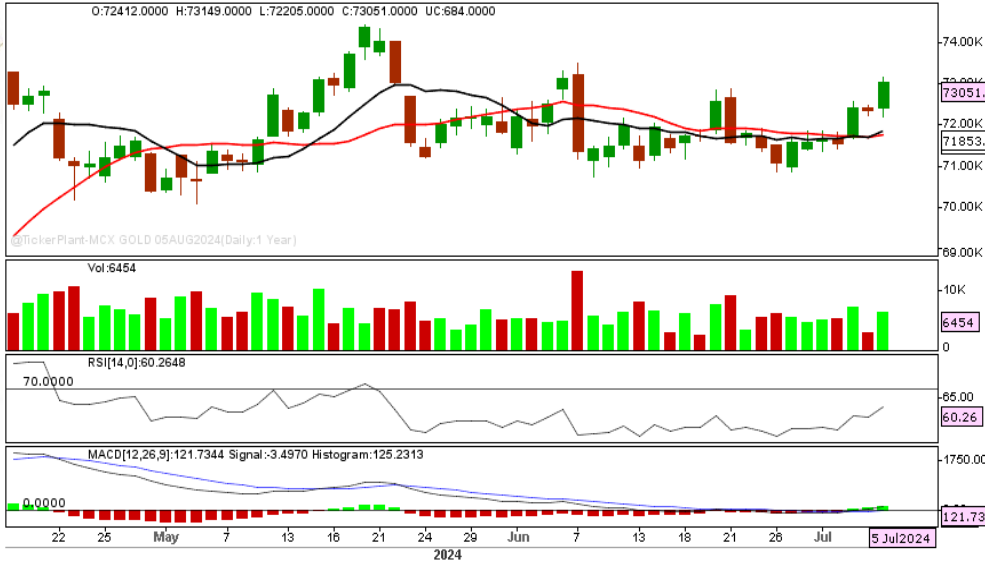 O:72412.0000 H:73149.0000 L:72205.0000 C:73051.0000 UC:684.0000
74.00K
73051.
72.00K
71853.
71.00K
70.00K
@TickerPlant-MCX GOLD 05AUG2024(Daily:1 Year)
69.00K
Vol:6454
10K
6454
0
RSI[14,0]:60.2648
70.0000
65.00
60.26
MACD[12,26,9]:121.7344 Signal:-3.4970 Histogram:125.2313
1750.00
0.0000
121.73
22 25 May 7 13 16 21 24 Jun 7 13 18 21 26 Jul 5 Jul2024
2024